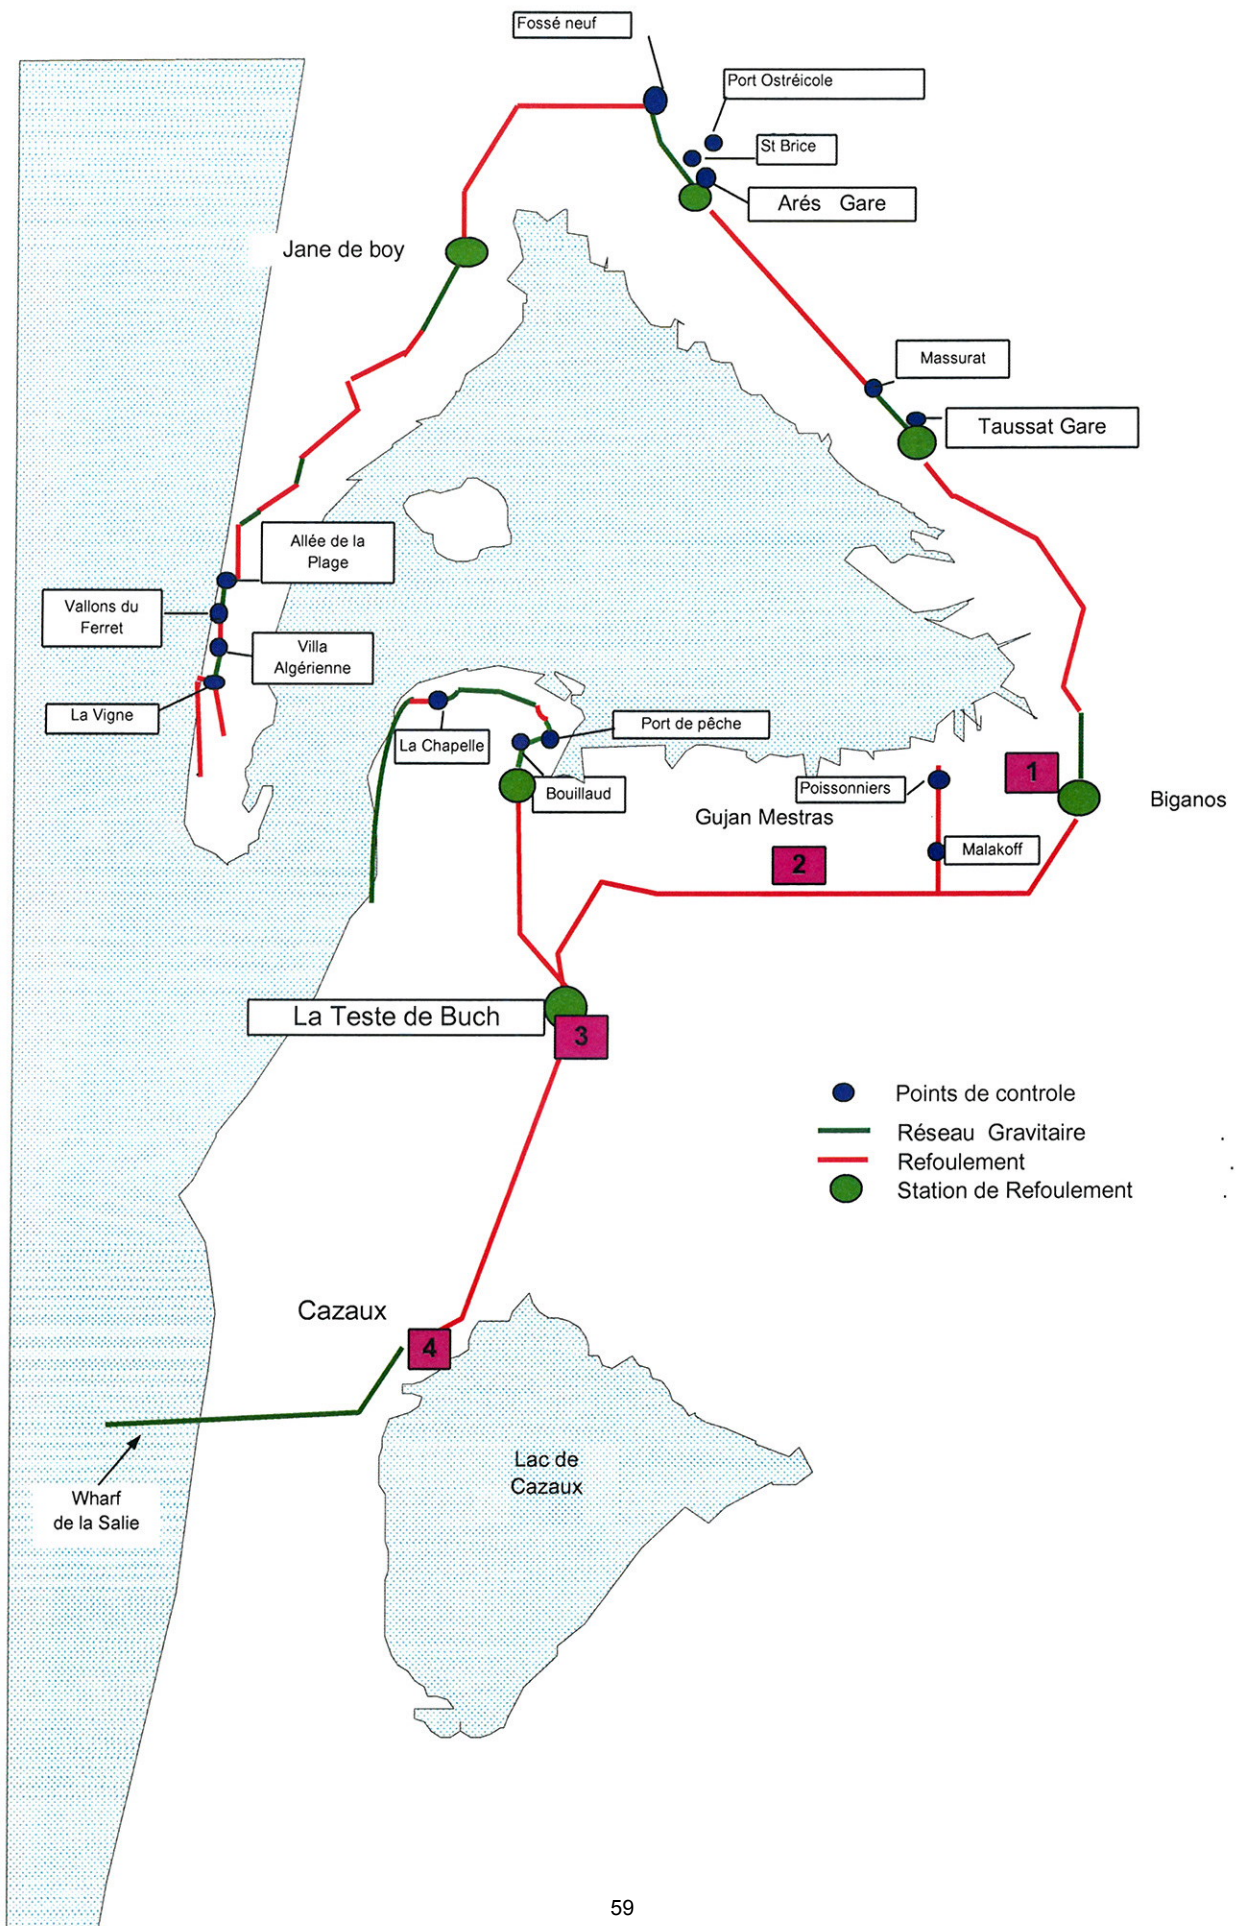 Fossé neuf
Port Ostréicole
St Brice
Arés Gare
Jane de boy
Massurat
Taussat Gare
Allée de la
Plage
Vallons du
Ferret
Villa
Algérienne
La Vigne
La Chapelle
Port de pêche
Bouillaud
Poissonniers
1
Biganos
Gujan Mestras
Malakoff
2
La Teste de Buch
3
Points de controle
Réseau Gravitaire .
Refoulement .
Station de Refoulement .
Cazaux
4
Lac de
Cazaux
Wharf
de la Salie
59